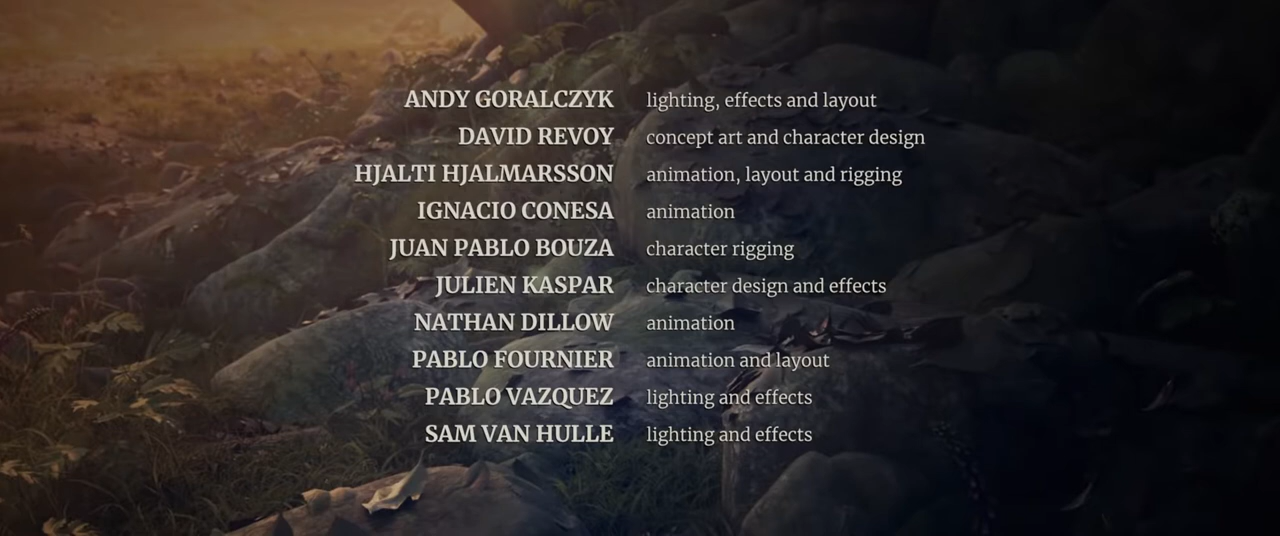 ANDY GORALCZYK lighting, effects and layout
DAVID REVOY concept art and character design
HJALTI HJALMARSSON animation, layout and rigging
IGNACIO CONESA animation
JUAN PABLO BOUZA character rigging
JULIEN KASPAR character design and effects
NATHAN DILLOW animation
PABLO FOURNIER animation and layout
PABLO VAZQUEZ lighting and effects
SAM VAN HULLE lighting and effects